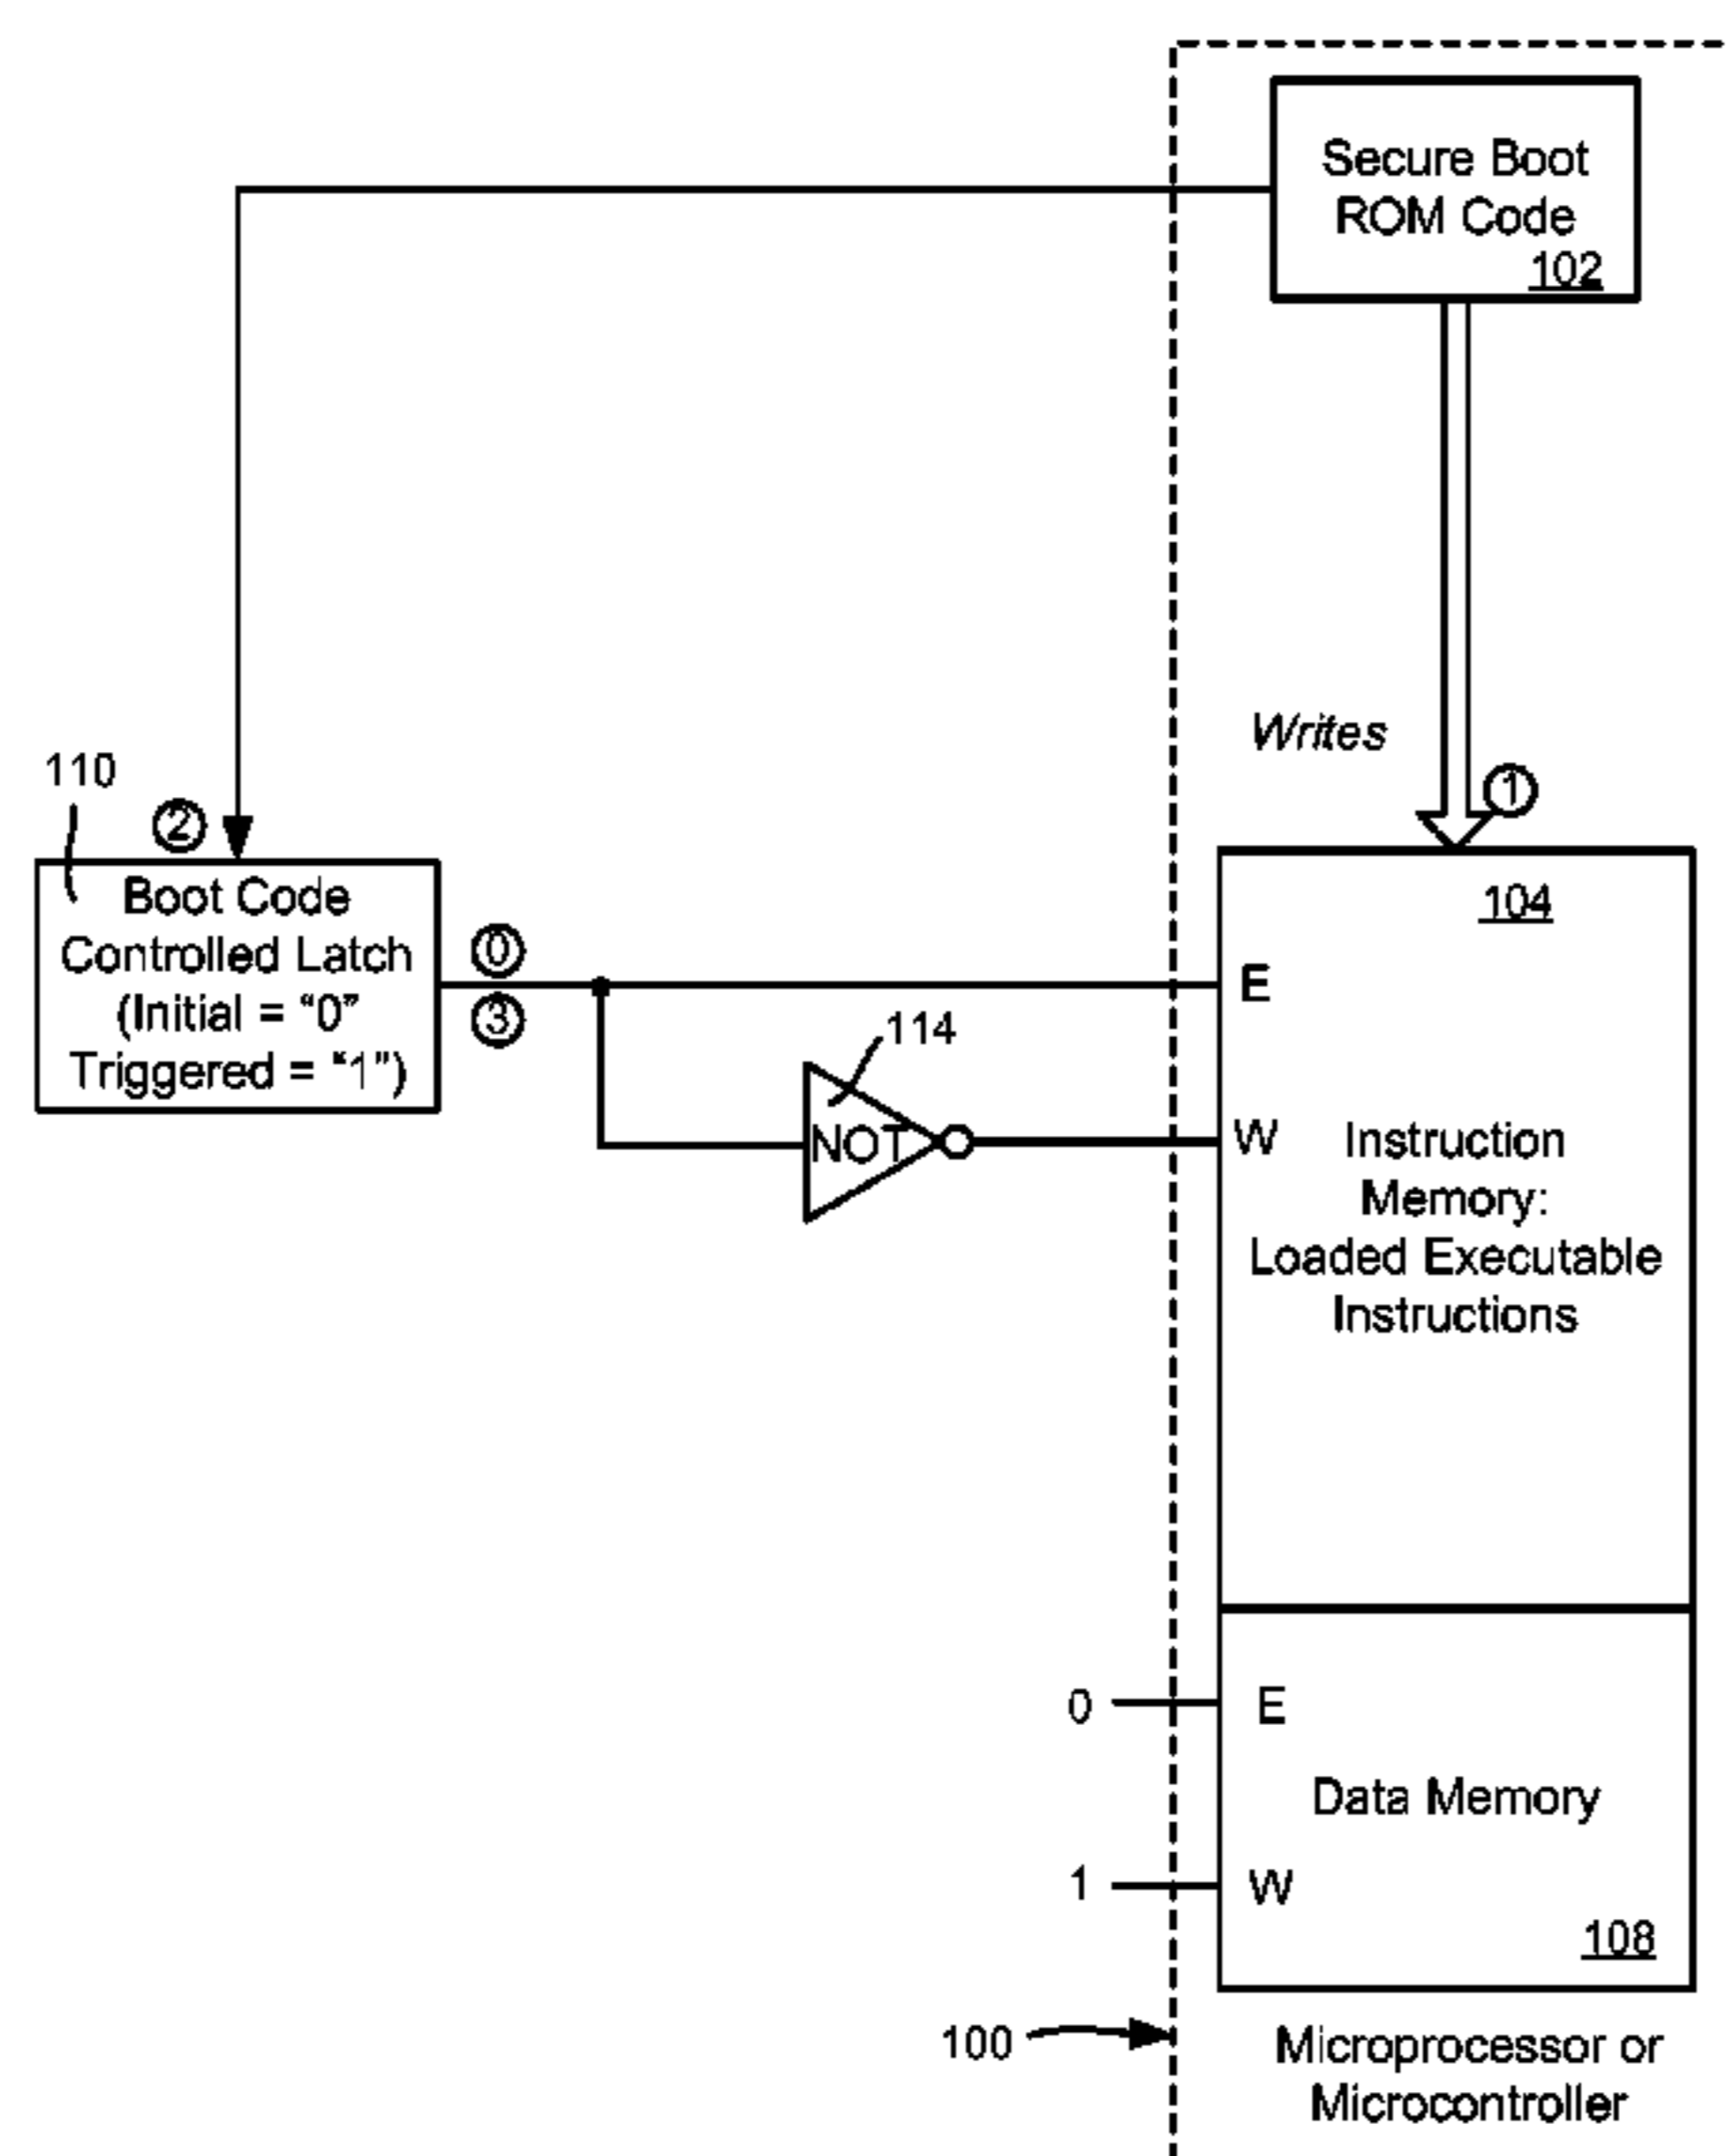 Secure Boot
ROM Code
102
Writes
①
110
②
Boot Code
Controlled Latch
(Initial = “0”
Triggered = “1”)
⓪
③
114
NOT
104
E
W
Instruction
Memory:
Loaded Executable
Instructions
0
E
Data Memory
1
W
108
100
Microprocessor or
Microcontroller